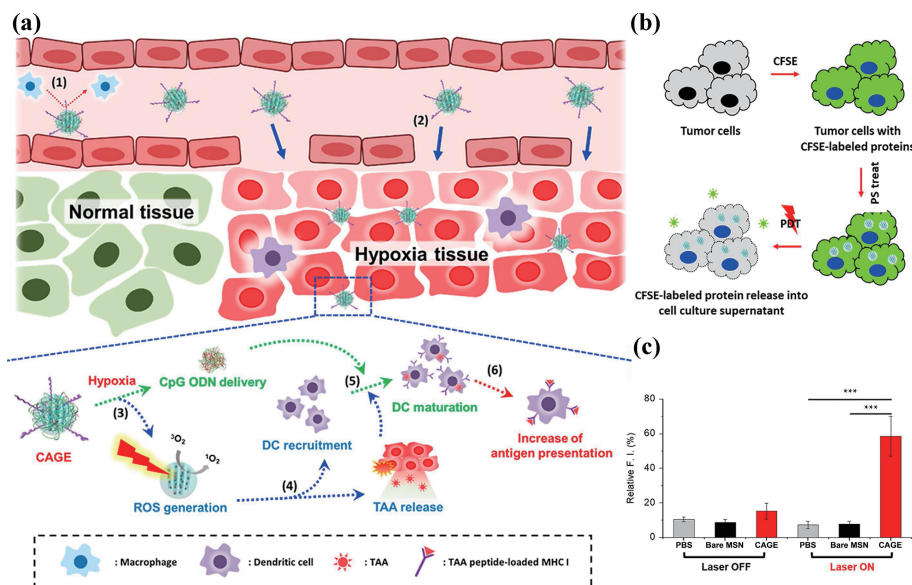 (a)
(1)
(2)
Normal tissue
Hypoxia tissue
CpG ODN delivery
Hypoxia
(3)
CAGE
³O₂
¹O₂
ROS generation
(4)
DC recruitment
(5)
DC maturation
(6)
Increase of
antigen presentation
TAA release
: Macrophage
: Dendritic cell
: TAA
: TAA peptide-loaded MHC I
(b)
CFSE
Tumor cells
Tumor cells with
CFSE-labeled proteins
PS treat
PDT
CFSE-labeled protein release into
cell culture supernatant
(c)
Relative F. I. (%)
80
60
40
20
0
***
***
PBS Bare MSN CAGE PBS Bare MSN CAGE
Laser OFF Laser ON